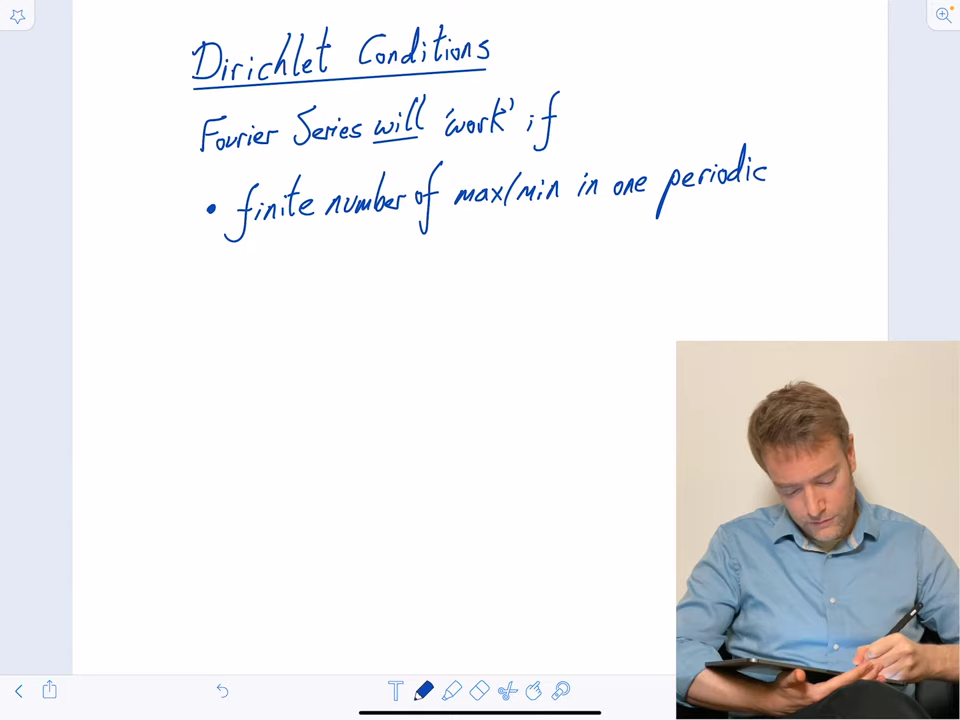 Dirichlet Conditions
Fourier Series will 'work' if
• finite number of max/min in one periodic